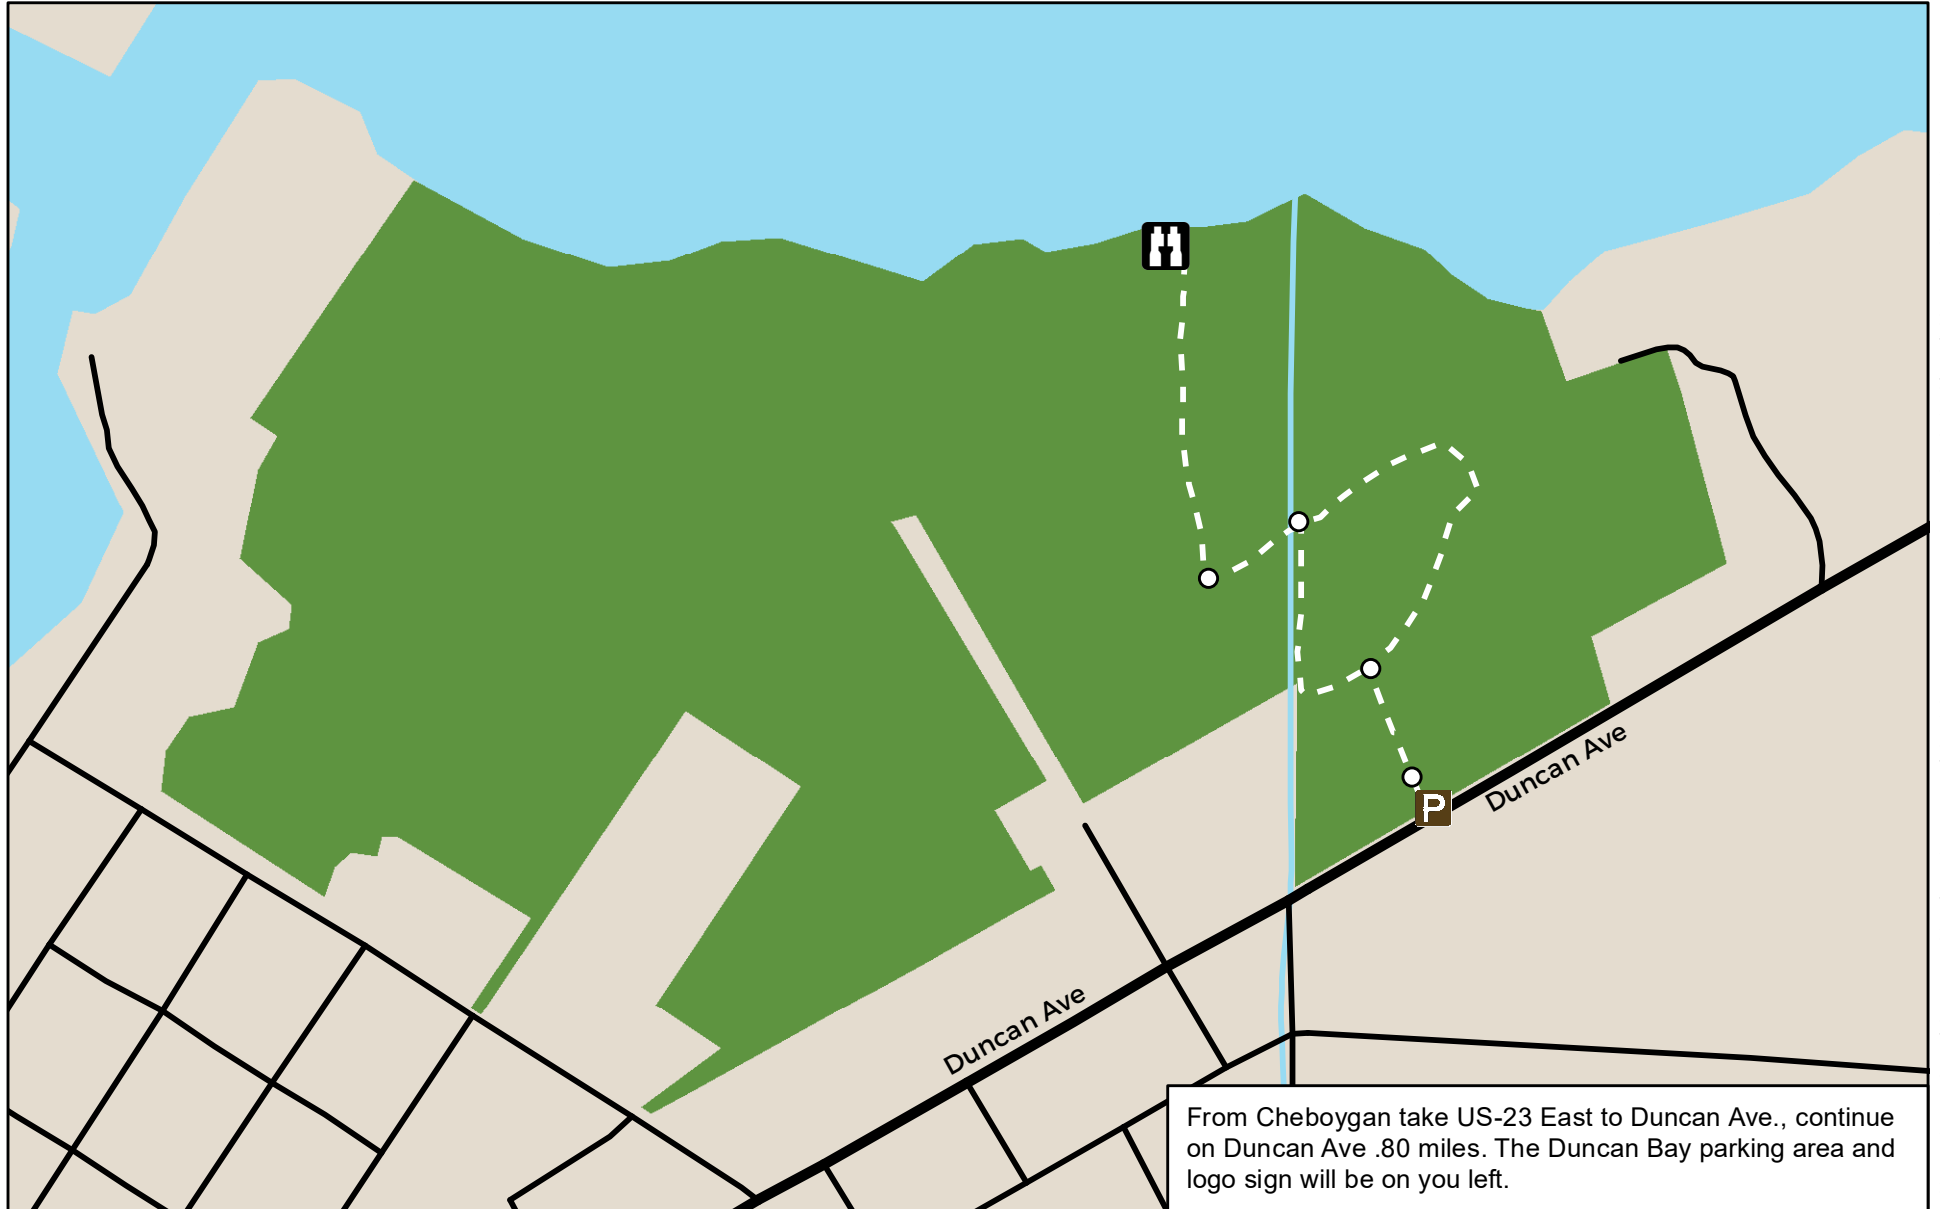 P
Duncan Ave
Duncan Ave
From Cheboygan take US-23 East to Duncan Ave., continue
on Duncan Ave .80 miles. The Duncan Bay parking area and
logo sign will be on you left.